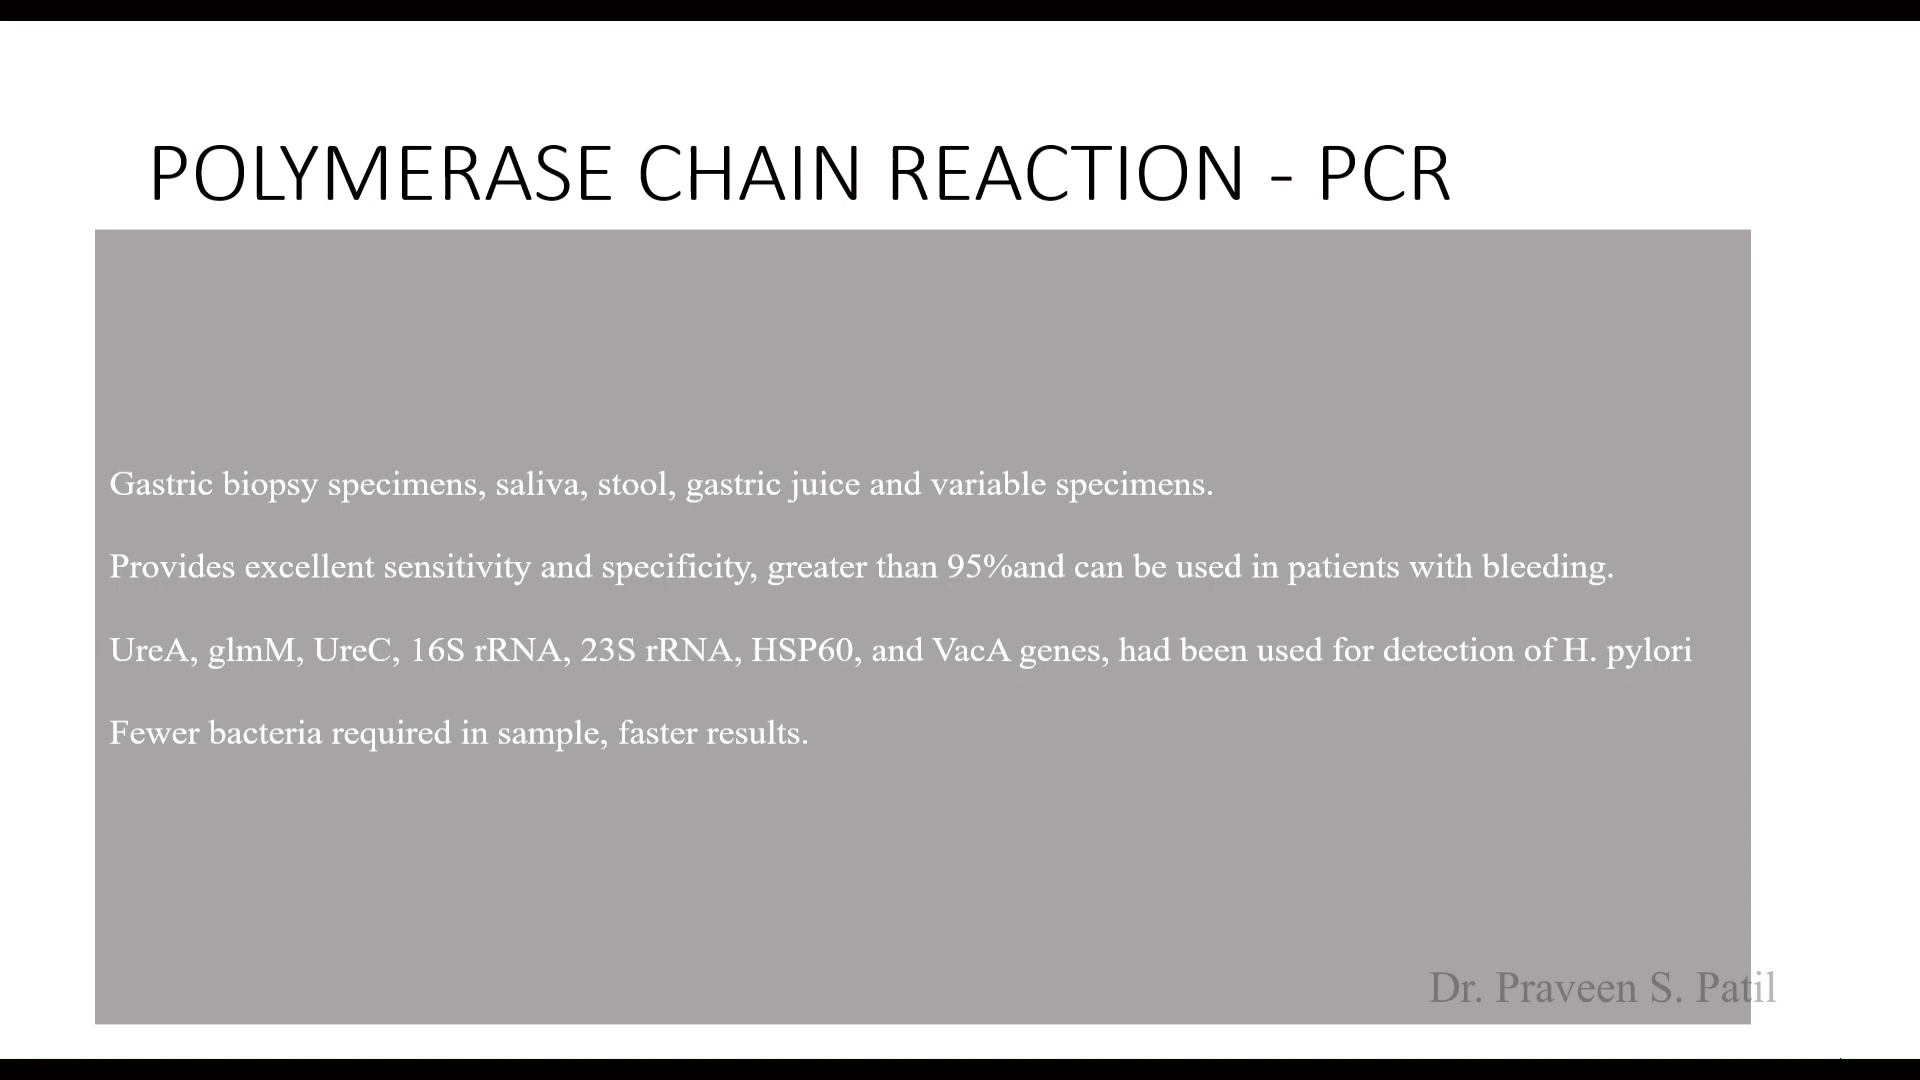 POLYMERASE CHAIN REACTION - PCR
Gastric biopsy specimens, saliva, stool, gastric juice and variable specimens.
Provides excellent sensitivity and specificity, greater than 95%and can be used in patients with bleeding.
UreA, glmM, UreC, 16S rRNA, 23S rRNA, HSP60, and VacA genes, had been used for detection of H. pylori
Fewer bacteria required in sample, faster results.
Dr. Praveen S. Patil